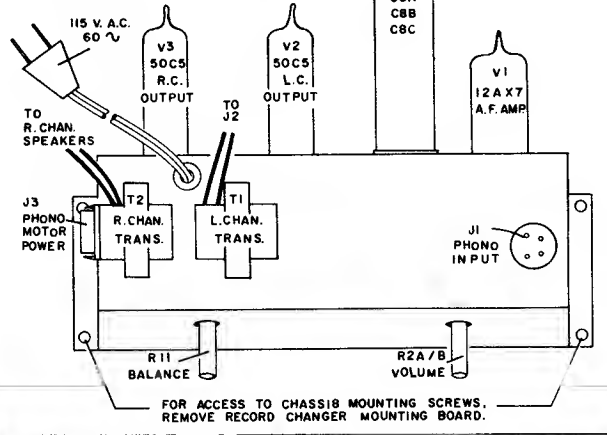 115 V. A.C.
60 ∿
V3
50C5
R.C.
OUTPUT
V2
50C5
L.C.
OUTPUT
C8B
C8C
V1
12AX7
A.F. AMP.
TO
R. CHAN.
SPEAKERS
TO
J2
J3
PHONO
MOTOR
POWER
T2
R. CHAN.
TRANS.
T1
L. CHAN.
TRANS.
J1
PHONO
INPUT
R11
BALANCE
R2A/B
VOLUME
FOR ACCESS TO CHASSIS MOUNTING SCREWS,
REMOVE RECORD CHANGER MOUNTING BOARD.